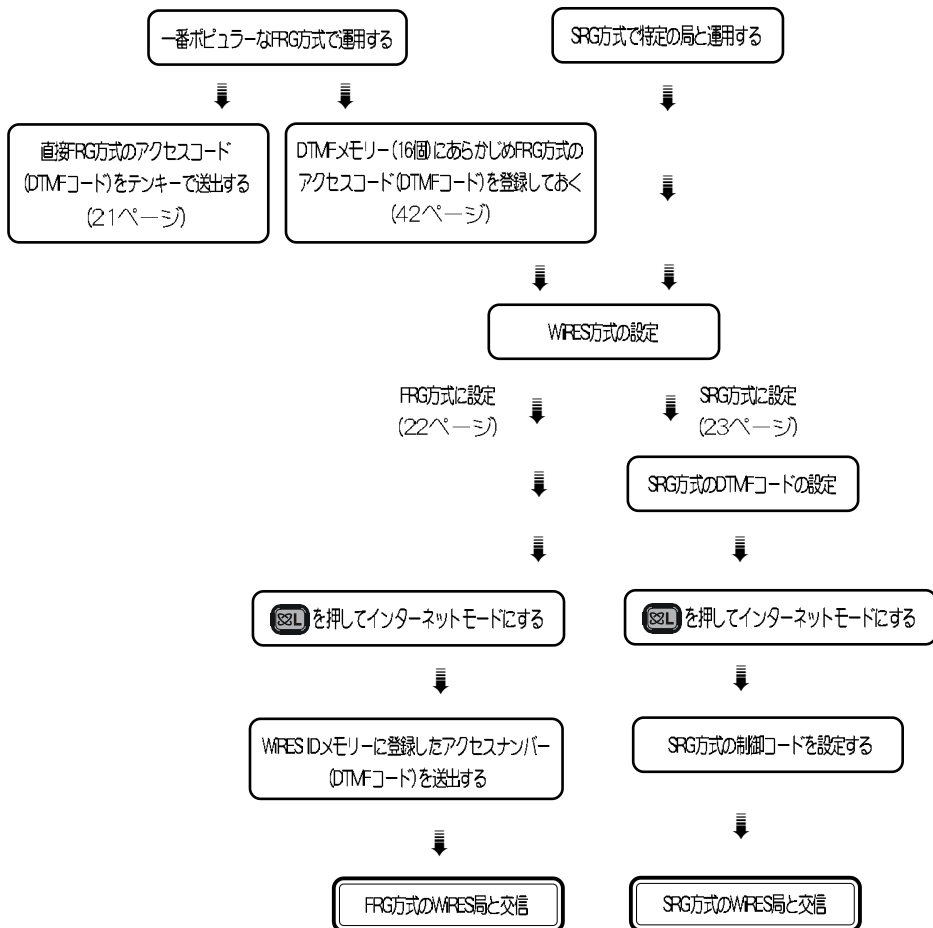 一番ポピュラーなFRG方式で運用する
SRG方式で特定の局と運用する
直接FRG方式のアクセスコード
(DTMFコード)をテンキーで送出する
(21ページ)
DTMFメモリー(16個)にあらかじめFRG方式の
アクセスコード(DTMFコード)を登録しておく
(42ページ)
WiRES方式の設定
FRG方式に設定
(22ページ)
SRG方式に設定
(23ページ)
SRG方式のDTMFコードの設定
Lを押してインターネットモードにする
Lを押してインターネットモードにする
WiRES IDメモリーに登録したアクセスナンバー
(DTMFコード)を送出する
SRG方式の制御コードを設定する
FRG方式のWiRES局と交信
SRG方式のWiRES局と交信